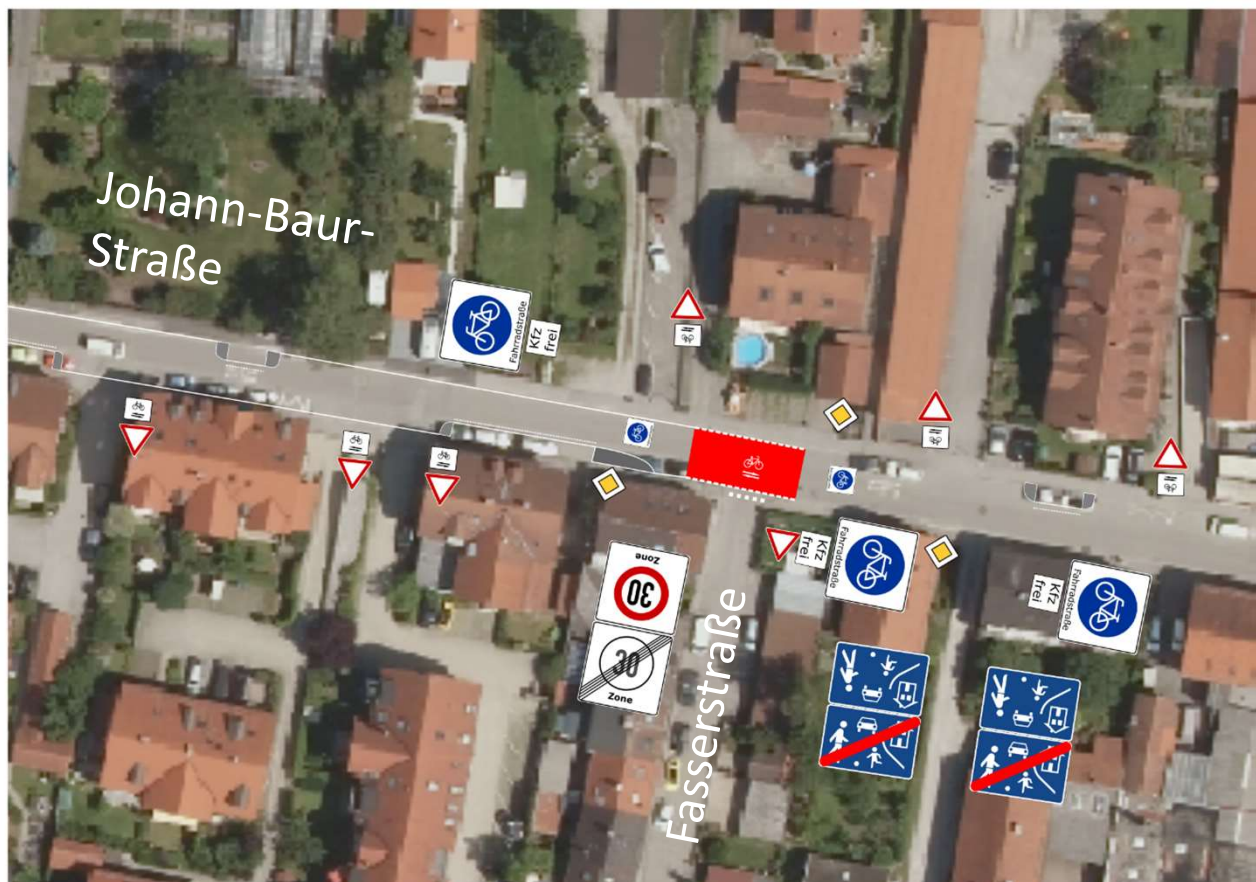 Johann-Baur-
Straße
Fahrradstraße
Kfz
frei
Zone
30
30
Zone
Fasserstraße
Kfz
frei
Fahrradstraße
Kfz
frei
Fahrradstraße